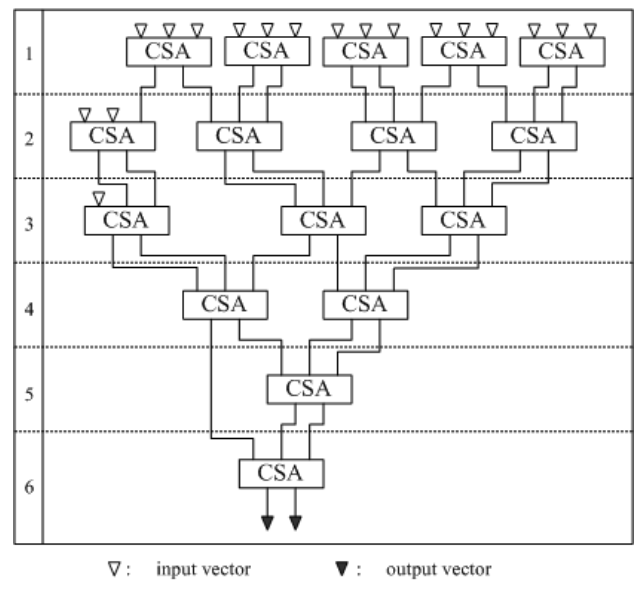 1 CSA CSA CSA CSA CSA
2 CSA CSA CSA CSA
3 CSA CSA CSA
4 CSA CSA
5 CSA
6 CSA
▽ : input vector ▼ : output vector